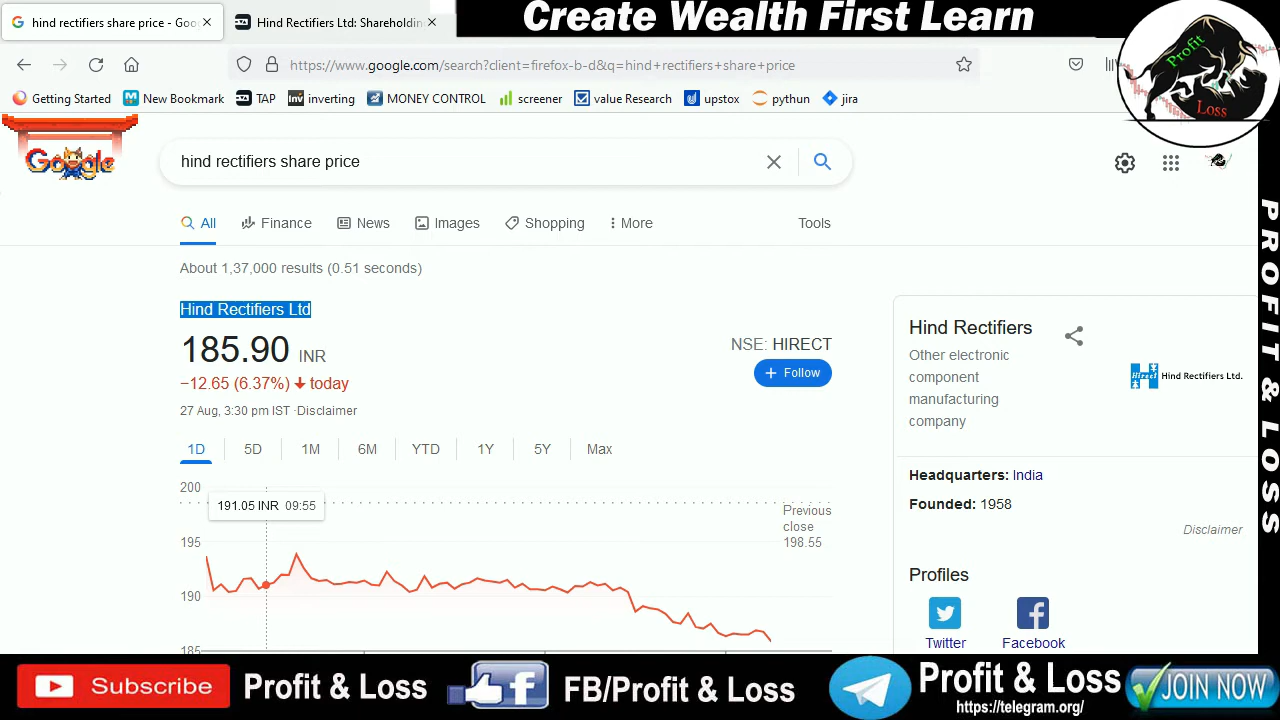 hind rectifiers share price - Goo
Hind Rectifiers Ltd: Shareholdin
Create Wealth First Learn
https://www.google.com/search?client=firefox-b-d&q=hind+rectifiers+share+price
Getting Started
New Bookmark
TAP
inverting
MONEYCONTROL
screener
value Research
upstox
python
jira
Profit
Loss
Google
hind rectifiers share price
All
Finance
News
Images
Shopping
More
Tools
About 1,37,000 results (0.51 seconds)
Hind Rectifiers Ltd
185.90 INR
NSE: HIRECT
−12.65 (6.37%) today
+ Follow
27 Aug, 3:30 pm IST · Disclaimer
1D 5D 1M 6M YTD 1Y 5Y Max
200
191.05 INR 09:55
Previous
close
198.55
195
190
185
Hind Rectifiers
Other electronic
component
manufacturing
company
Hirect
Hind Rectifiers Ltd.
Headquarters: India
Founded: 1958
Disclaimer
Profiles
Twitter
Facebook
PROFIT & LOSS
Subscribe
Profit & Loss
FB/Profit & Loss
Profit & Loss
https://telegram.org/
JOIN NOW